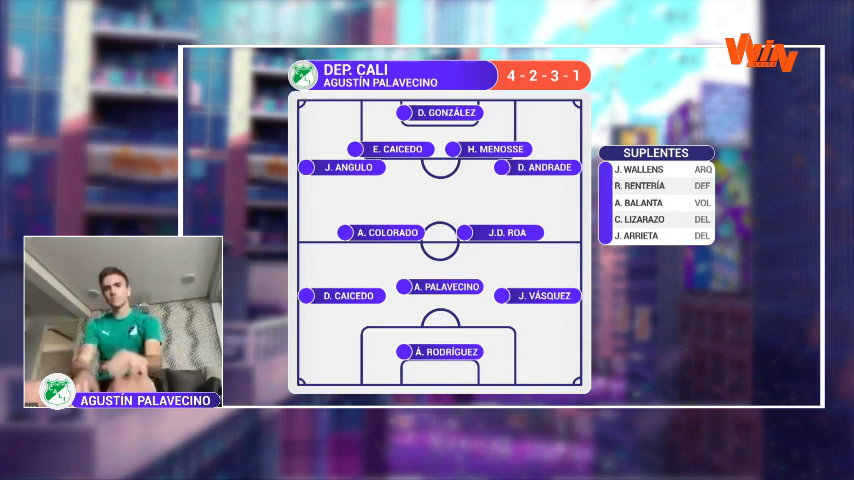 WIN
DEP. CALI
AGUSTÍN PALAVECINO
4 - 2 - 3 - 1
D. GONZÁLEZ
E. CAICEDO
H. MENOSSE
J. ANGULO
D. ANDRADE
A. COLORADO
J.D. ROA
A. PALAVECINO
D. CAICEDO
J. VÁSQUEZ
Á. RODRÍGUEZ
SUPLENTES
J. WALLENS ARQ
R. RENTERÍA DEF
A. BALANTA VOL
C. LIZARAZO DEL
J. ARRIETA DEL
AGUSTÍN PALAVECINO